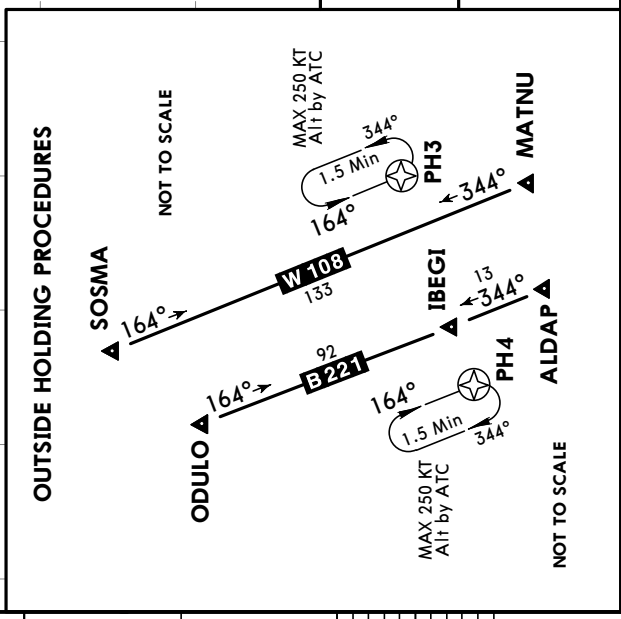 OUTSIDE HOLDING PROCEDURES
NOT TO SCALE
MAX 250 KT
Alt by ATC
344°
1.5 Min
164°
PH3
MATNU
344°
W 108
133
SOSMA
164°
IBEGI
13
344°
ALDAP
92
B 221
164°
ODULO
PH4
164°
1.5 Min
344°
MAX 250 KT
Alt by ATC
NOT TO SCALE